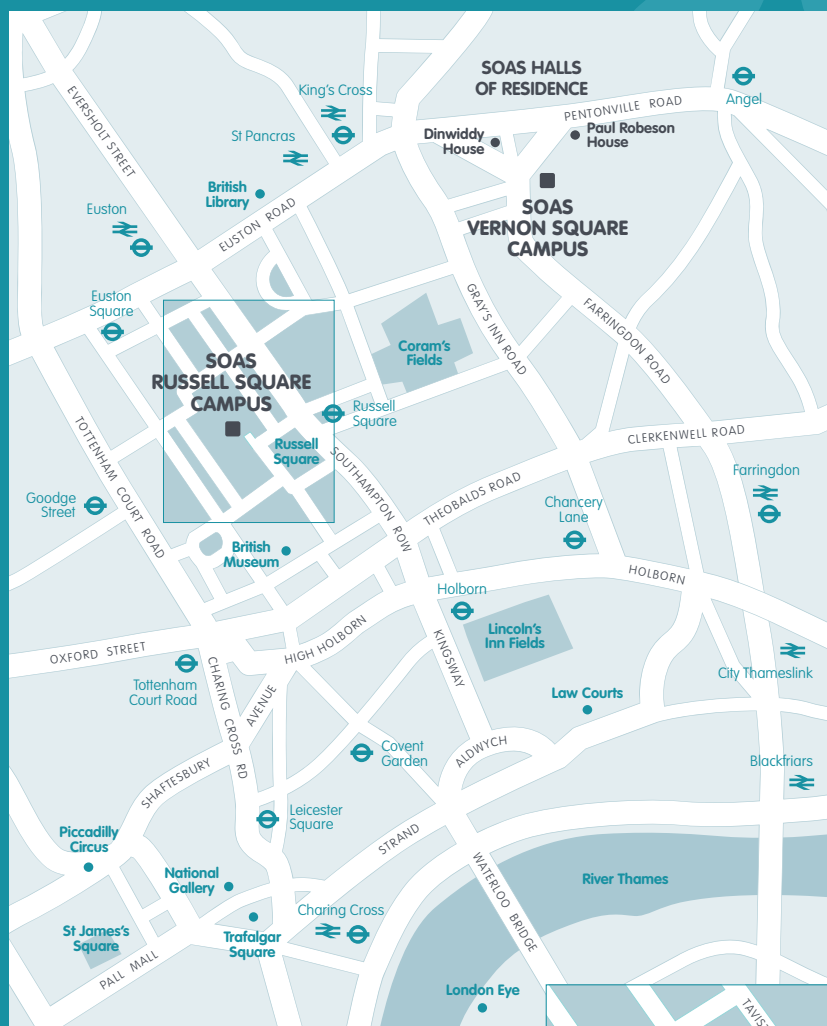 SOAS HALLS
OF RESIDENCE
King's Cross
EVERSHOLT STREET
PENTONVILLE ROAD
Angel
St Pancras
Dinwiddy
House
Paul Robeson
House
British
Library
SOAS
VERNON SQUARE
CAMPUS
Euston
EUSTON ROAD
Euston
Square
GRAY'S INN ROAD
FARRINGDON ROAD
Coram's
Fields
SOAS
RUSSELL SQUARE
CAMPUS
Russell
Square
Russell
Square
TOTTENHAM COURT ROAD
SOUTHAMPTON ROW
CLERKENWELL ROAD
THEOBALDS ROAD
Farringdon
Goodge
Street
Chancery
Lane
British
Museum
HOLBORN
Holborn
Lincoln's
Inn Fields
HIGH HOLBORN
KINGSWAY
OXFORD STREET
City Thameslink
Tottenham
Court Road
CHARING CROSS RD
Law Courts
SHAFTESBURY AVENUE
ALDWYCH
Covent
Garden
Blackfriars
Leicester
Square
Piccadilly
Circus
STRAND
National
Gallery
WATERLOO BRIDGE
River Thames
Charing Cross
St James's
Square
Trafalgar
Square
PALL MALL
London Eye
TAVIS